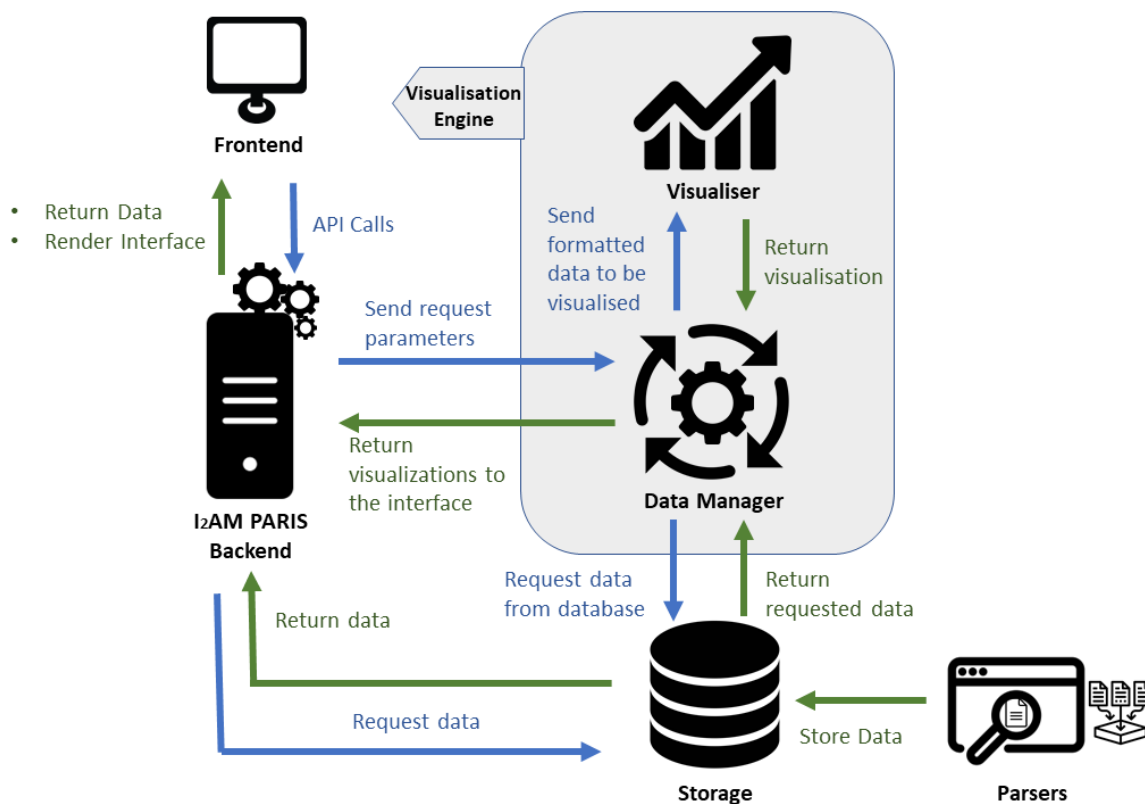 Visualisation
Engine
Frontend
Visualiser
• Return Data
• Render Interface
API Calls
Send
formatted
data to be
visualised
Return
visualisation
Send request
parameters
Return
visualizations to
the interface
Data Manager
I₂AM PARIS
Backend
Request data
from database
Return
requested data
Return data
Request data
Store Data
Storage
Parsers